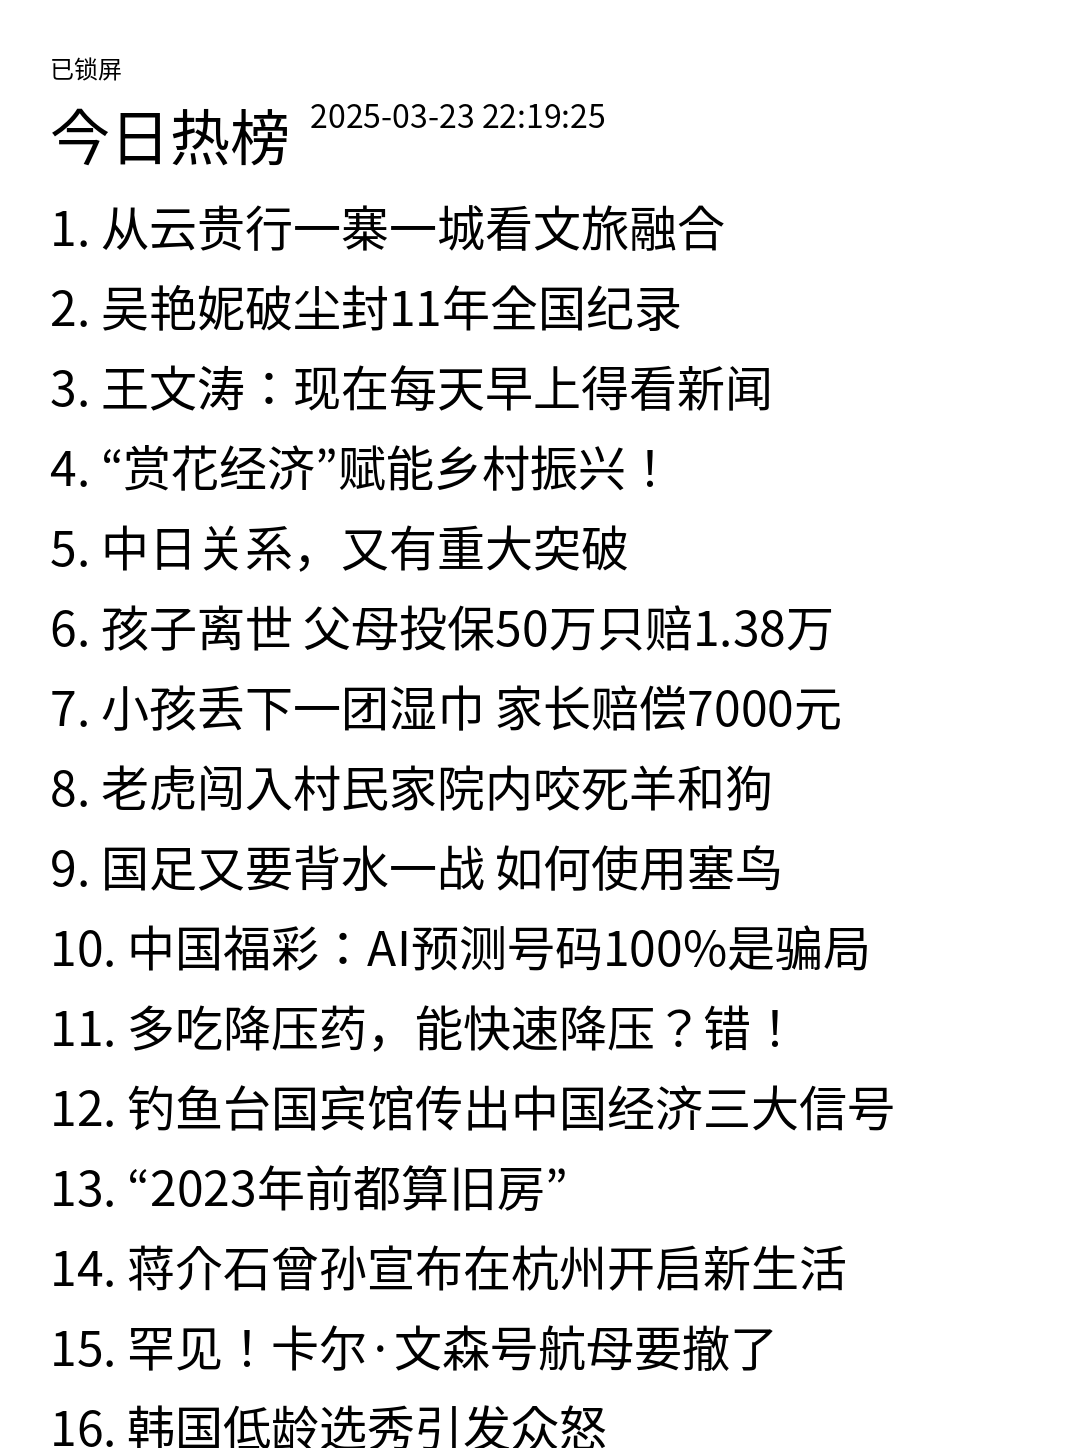 已锁屏
今日热榜 2025-03-23 22:19:25
1. 从云贵行一寨一城看文旅融合
2. 吴艳妮破尘封11年全国纪录
3. 王文涛：现在每天早上得看新闻
4. “赏花经济”赋能乡村振兴！
5. 中日关系，又有重大突破
6. 孩子离世 父母投保50万只赔1.38万
7. 小孩丢下一团湿巾 家长赔偿7000元
8. 老虎闯入村民家院内咬死羊和狗
9. 国足又要背水一战 如何使用塞鸟
10. 中国福彩：AI预测号码100%是骗局
11. 多吃降压药，能快速降压？错！
12. 钓鱼台国宾馆传出中国经济三大信号
13. “2023年前都算旧房”
14. 蒋介石曾孙宣布在杭州开启新生活
15. 罕见！卡尔·文森号航母要撤了
16. 韩国低龄选秀引发众怒